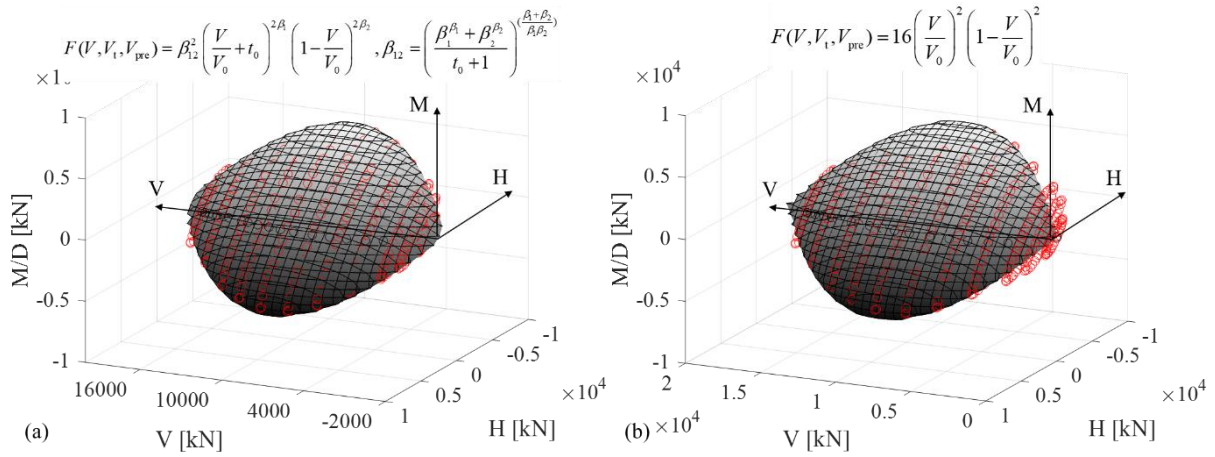 F(V, V_t, V_pre) = β_12^2 (V/V_0 + t_0)^{2β_1} (1 − V/V_0)^{2β_2}, β_12 = ((β_1^{β_1} + β_2^{β_2})/(t_0 + 1))^{((β_1+β_2)/(β_1β_2))}
M
H
V
1
0.5
0
-0.5
-1
M/D [kN]
16000
10000
4000
-2000
V [kN]
-1
-0.5
0
0.5
1
×10^4
H [kN]
(a)
F(V, V_t, V_pre) = 16 (V/V_0)^2 (1 − V/V_0)^2
×10^4
M
H
V
1
0.5
0
-0.5
-1
M/D [kN]
2
1.5
1
0.5
0
×10^4
V [kN]
-1
-0.5
0
0.5
1
×10^4
H [kN]
(b)